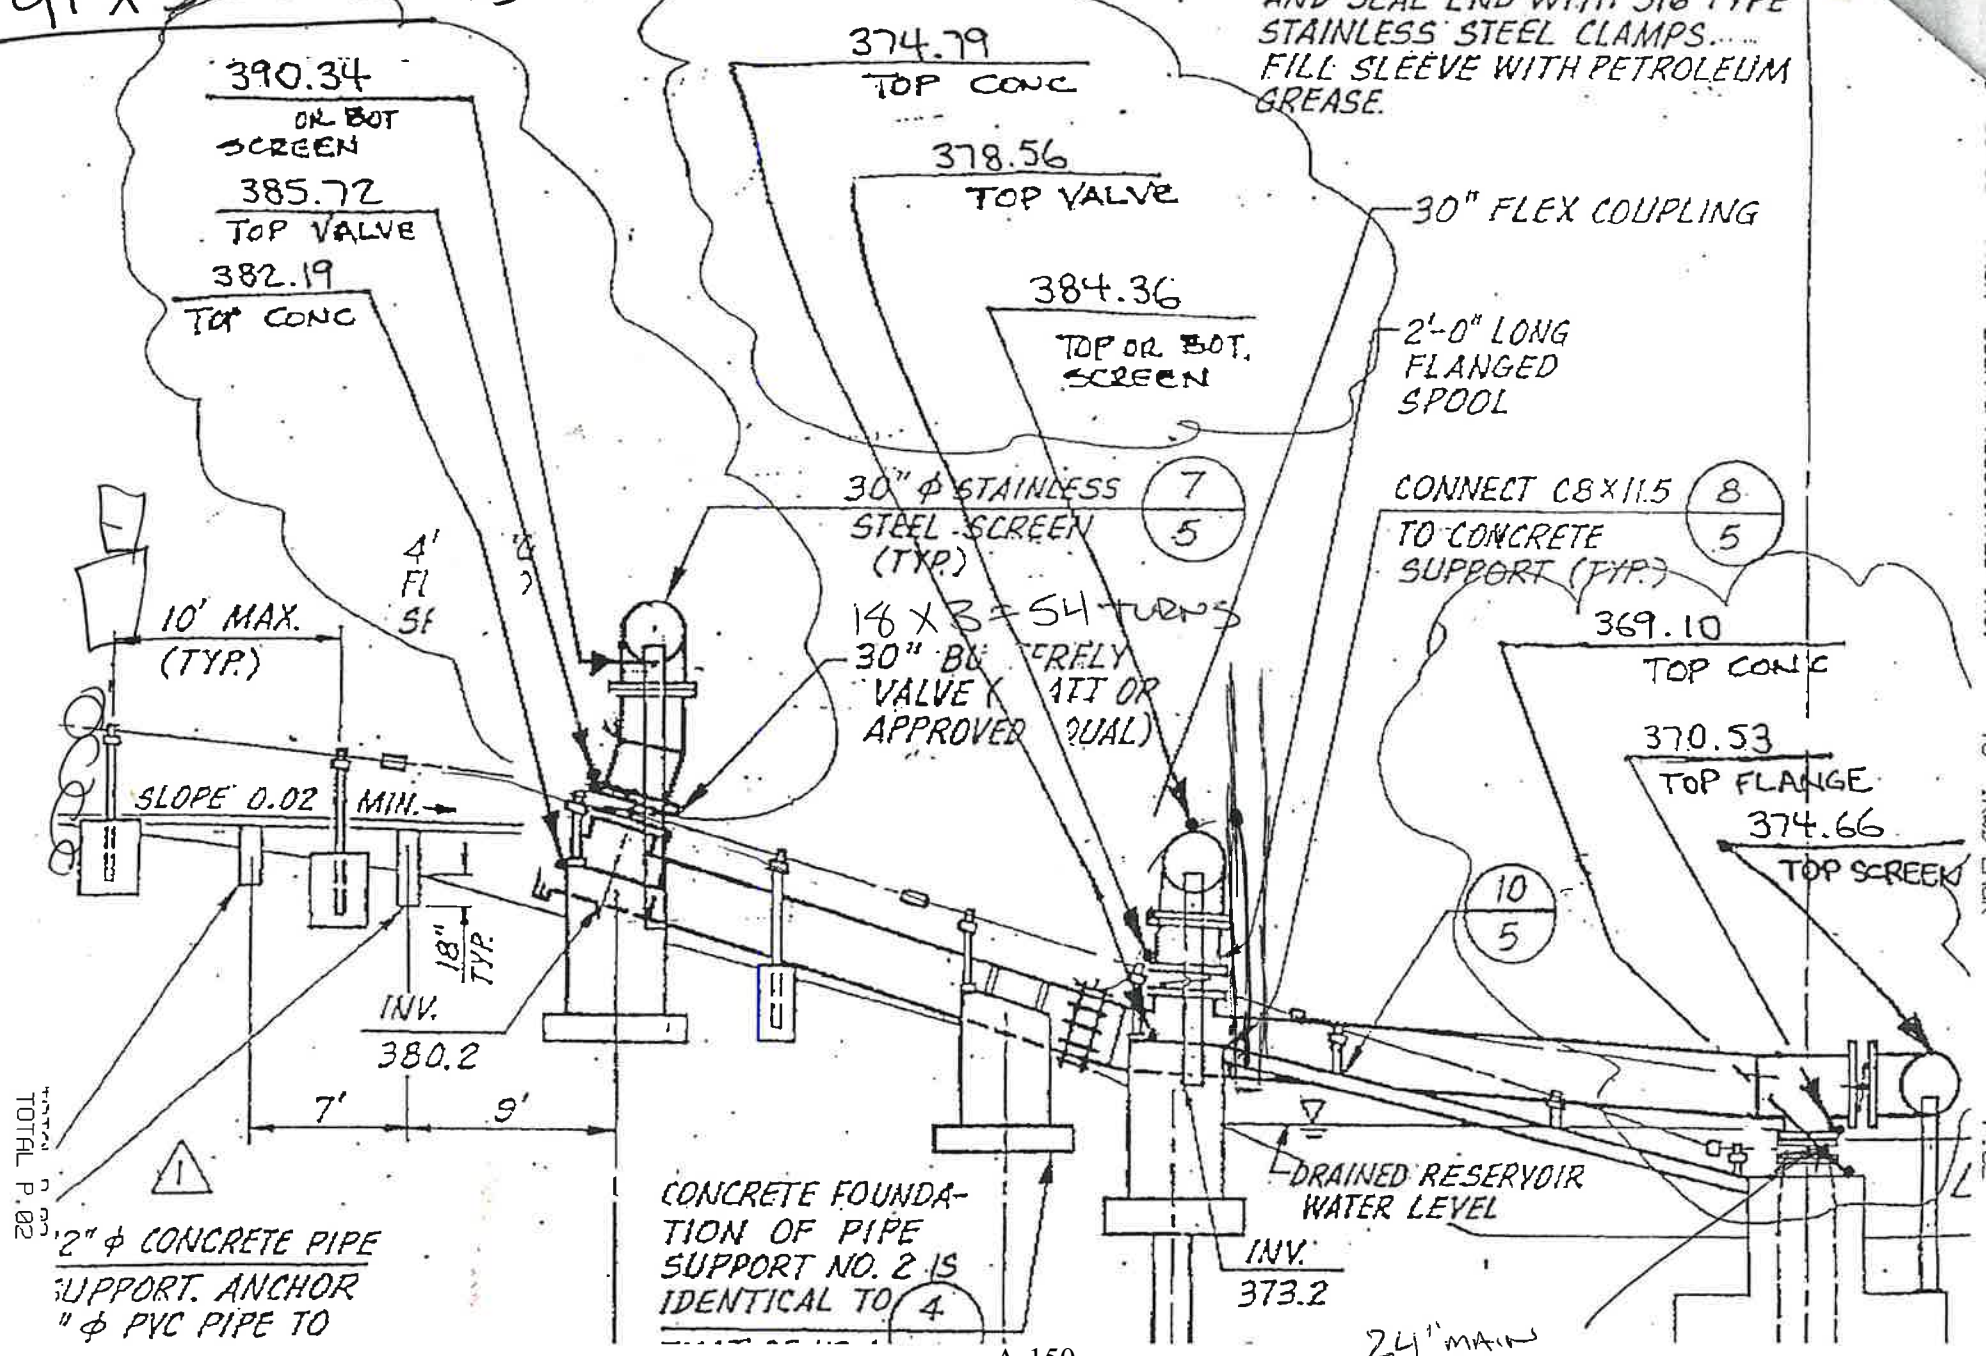 AND SEAL END WITH 316 TYPE
STAINLESS STEEL CLAMPS.
FILL SLEEVE WITH PETROLEUM
GREASE.
390.34
OR BOT
SCREEN
385.72
TOP VALVE
382.19
TOP CONC
374.79
TOP CONC
378.56
TOP VALVE
384.36
TOP OR BOT.
SCREEN
30" FLEX COUPLING
2'-0" LONG
FLANGED
SPOOL
30" ϕ STAINLESS
STEEL SCREEN
(TYP.)
7
5
CONNECT C8X11.5
TO CONCRETE
SUPPORT (TYP.)
8
5
18 X 3 = 54 TURNS
30" BU TERFLY
VALVE ( ATT OR
APPROVED QUAL)
4'
10' MAX.
(TYP.)
SLOPE 0.02 MIN.
369.10
TOP CONC
370.53
TOP FLANGE
374.66
TOP SCREEN
10
5
18"
TYP.
INV.
380.2
7'
9'
1
TOTAL P.02
2" ϕ CONCRETE PIPE
SUPPORT. ANCHOR
" ϕ PVC PIPE TO
CONCRETE FOUNDA-
TION OF PIPE
SUPPORT NO. 2 IS
IDENTICAL TO
4
DRAINED RESERVOIR
WATER LEVEL
INV.
373.2
24" MAIN
A-150